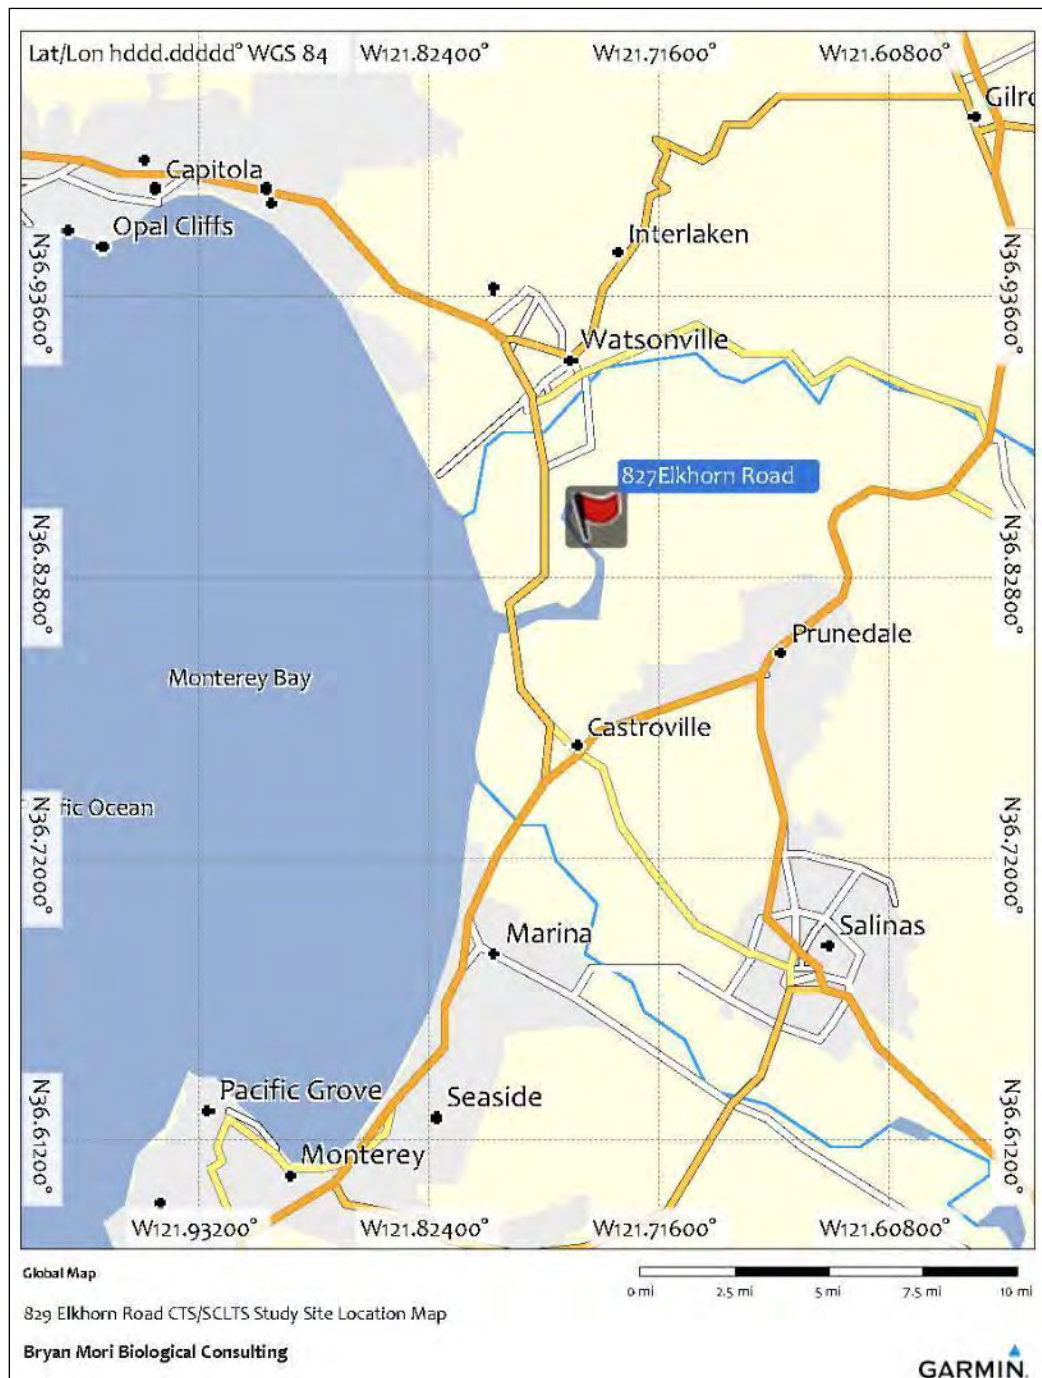 Lat/Lon hddd.ddddd° WGS 84
W121.82400°
W121.71600°
W121.60800°
Gilro
Capitola
Opal Cliffs
Interlaken
N36.93600°
N36.93600°
Watsonville
827Elkhorn Road
N36.82800°
N36.82800°
Prunedale
Monterey Bay
Castroville
fic Ocean
N36.72000°
N36.72000°
Marina
Salinas
Pacific Grove
Seaside
N36.61200°
N36.61200°
Monterey
W121.93200°
W121.82400°
W121.71600°
W121.60800°
Global Map
0 mi 2.5 mi 5 mi 7.5 mi 10 mi
829 Elkhorn Road CTS/SCLTS Study Site Location Map
Bryan Mori Biological Consulting
GARMIN.